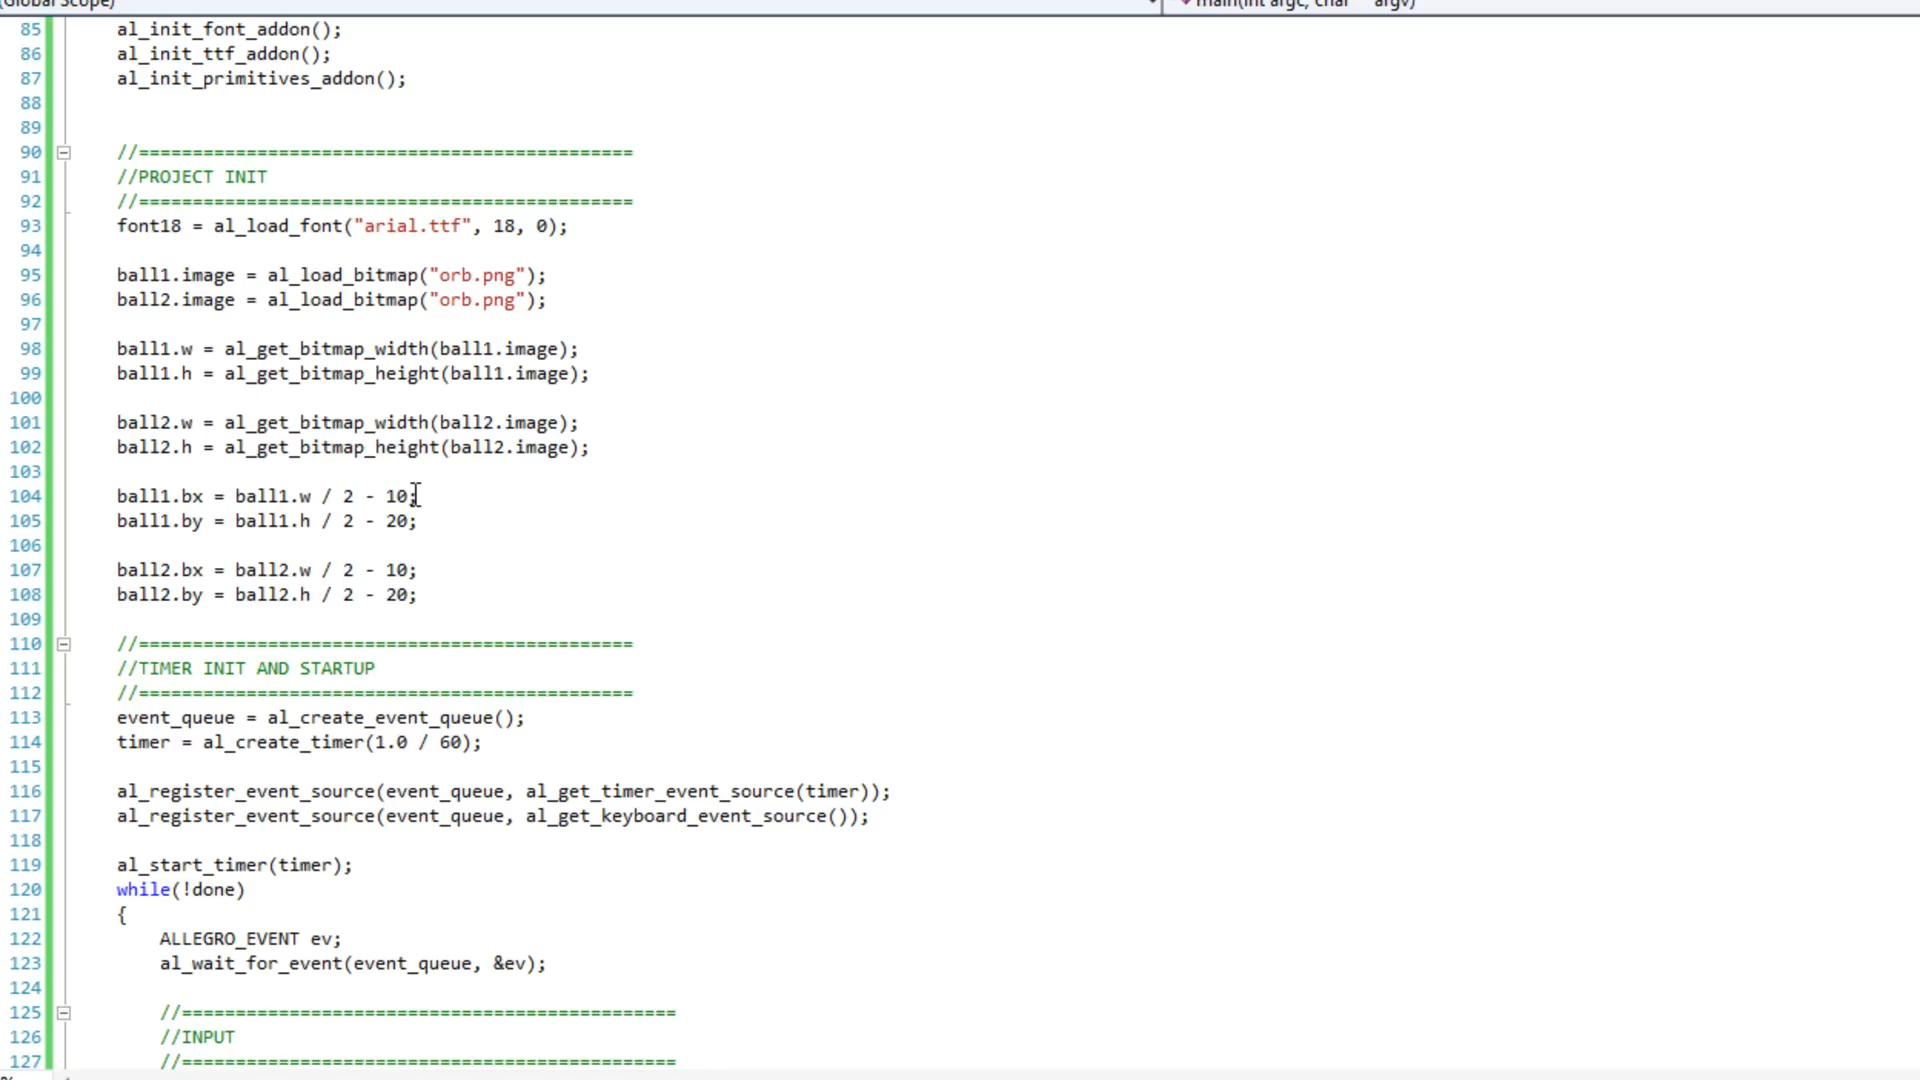 (Global Scope)
main(int argc, char argv)
85 al_init_font_addon();
86 al_init_ttf_addon();
87 al_init_primitives_addon();
88
89
90 //==============================================
91 //PROJECT INIT
92 //==============================================
93 font18 = al_load_font("arial.ttf", 18, 0);
94
95 ball1.image = al_load_bitmap("orb.png");
96 ball2.image = al_load_bitmap("orb.png");
97
98 ball1.w = al_get_bitmap_width(ball1.image);
99 ball1.h = al_get_bitmap_height(ball1.image);
100
101 ball2.w = al_get_bitmap_width(ball2.image);
102 ball2.h = al_get_bitmap_height(ball2.image);
103
104 ball1.bx = ball1.w / 2 - 10;
105 ball1.by = ball1.h / 2 - 20;
106
107 ball2.bx = ball2.w / 2 - 10;
108 ball2.by = ball2.h / 2 - 20;
109
110 //==============================================
111 //TIMER INIT AND STARTUP
112 //==============================================
113 event_queue = al_create_event_queue();
114 timer = al_create_timer(1.0 / 60);
115
116 al_register_event_source(event_queue, al_get_timer_event_source(timer));
117 al_register_event_source(event_queue, al_get_keyboard_event_source());
118
119 al_start_timer(timer);
120 while(!done)
121 {
122 ALLEGRO_EVENT ev;
123 al_wait_for_event(event_queue, &ev);
124
125 //==============================================
126 //INPUT
127 //==============================================